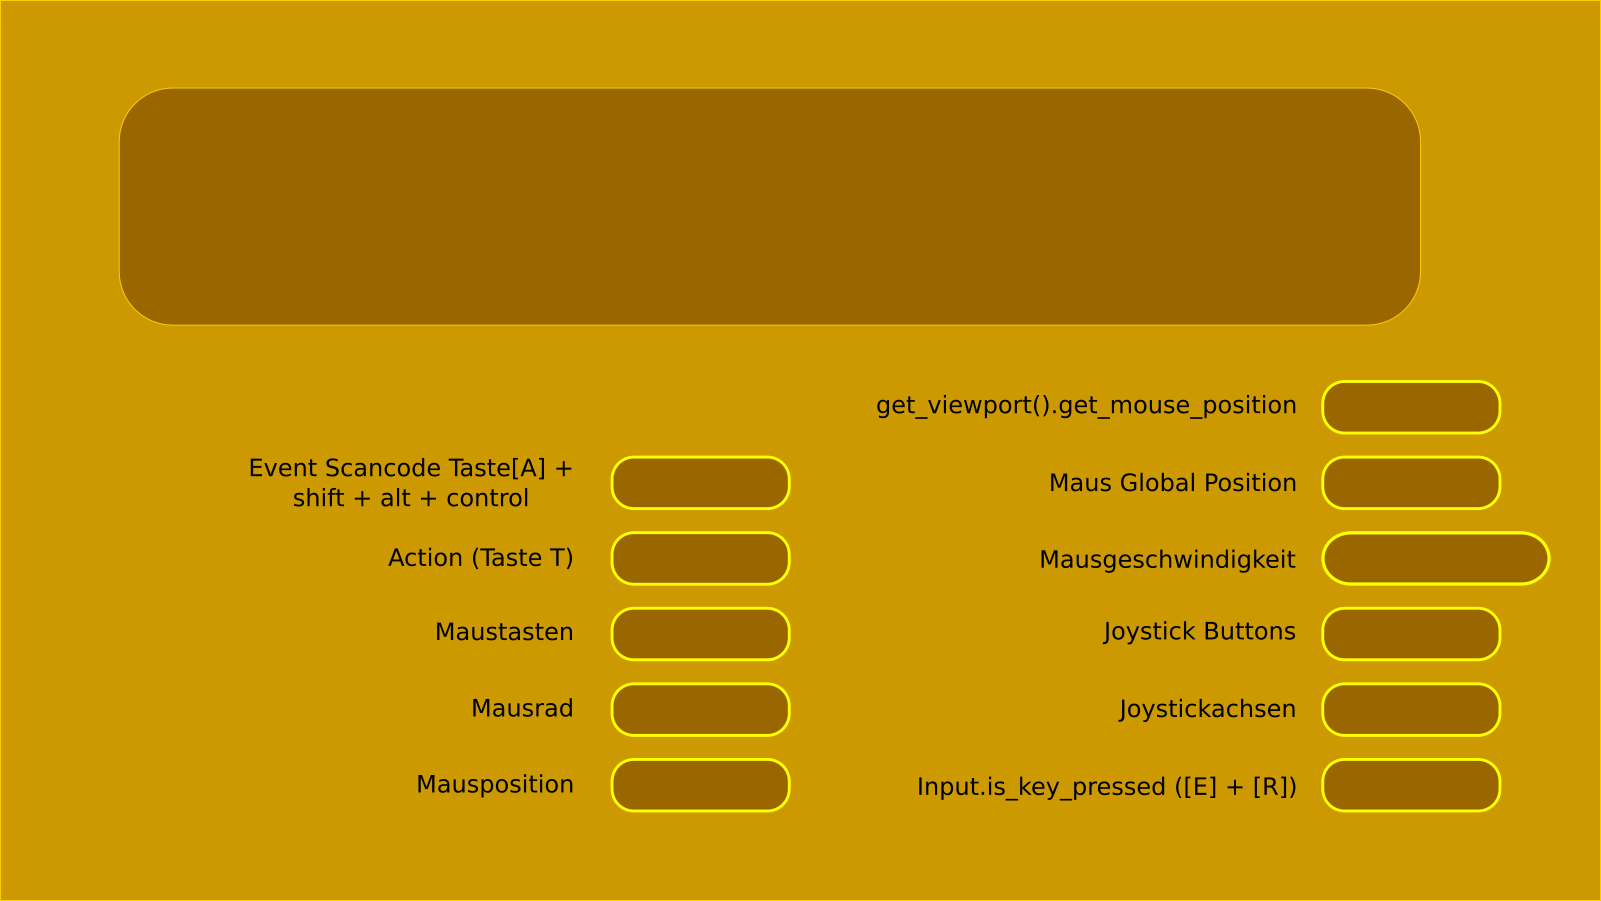 Event Scancode Taste[A] +
shift + alt + control
Action (Taste T)
Maustasten
Mausrad
Mausposition
get_viewport().get_mouse_position
Maus Global Position
Mausgeschwindigkeit
Joystick Buttons
Joystickachsen
Input.is_key_pressed ([E] + [R])